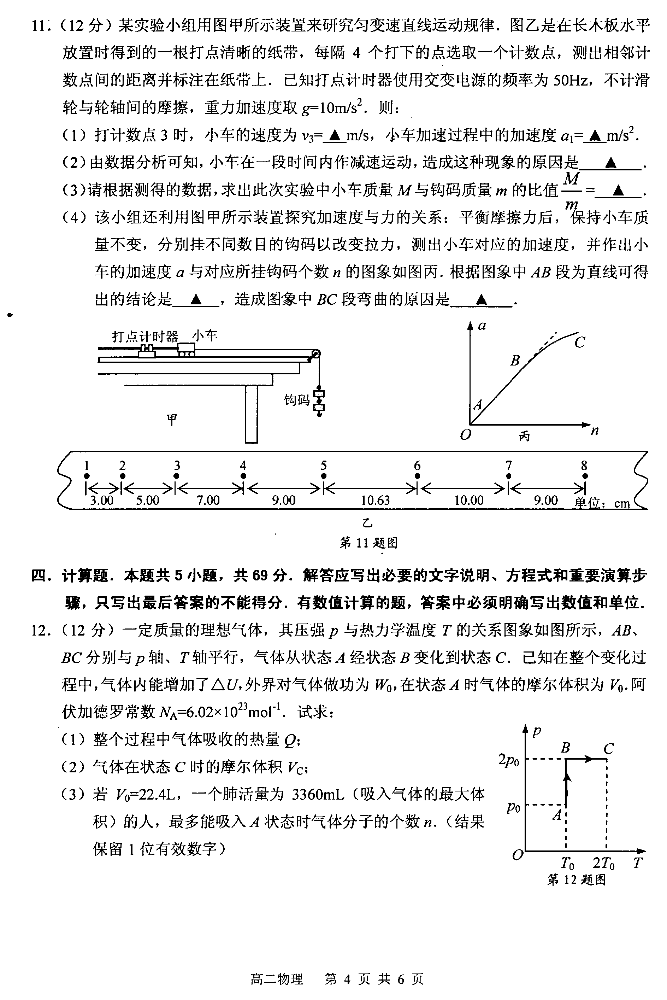 11.（12 分）某实验小组用图甲所示装置来研究匀变速直线运动规律．图乙是在长木板水平
放置时得到的一根打点清晰的纸带，每隔 4 个打下的点选取一个计数点，测出相邻计
数点间的距离并标注在纸带上．已知打点计时器使用交变电源的频率为 50Hz，不计滑
轮与轮轴间的摩擦，重力加速度取 g=10m/s²．则：
（1）打计数点 3 时，小车的速度为 v₃=▲m/s，小车加速过程中的加速度 a₁=▲m/s²．
（2）由数据分析可知，小车在一段时间内作减速运动，造成这种现象的原因是▲．
（3）请根据测得的数据，求出此次实验中小车质量 M 与钩码质量 m 的比值 M/m =▲．
（4）该小组还利用图甲所示装置探究加速度与力的关系：平衡摩擦力后，保持小车质
量不变，分别挂不同数目的钩码以改变拉力，测出小车对应的加速度，并作出小
车的加速度 a 与对应所挂钩码个数 n 的图象如图丙．根据图象中 AB 段为直线可得
出的结论是▲，造成图象中 BC 段弯曲的原因是▲．
打点计时器 小车
钩码
甲
a
C
B
A
O
n
丙
1 2 3 4 5 6 7 8
3.00 5.00 7.00 9.00 10.63 10.00 9.00 单位：cm
乙
第 11 题图
四．计算题．本题共 5 小题，共 69 分．解答应写出必要的文字说明、方程式和重要演算步
骤，只写出最后答案的不能得分．有数值计算的题，答案中必须明确写出数值和单位．
12.（12 分）一定质量的理想气体，其压强 p 与热力学温度 T 的关系图象如图所示，AB、
BC 分别与 p 轴、T 轴平行，气体从状态 A 经状态 B 变化到状态 C．已知在整个变化过
程中，气体内能增加了△U，外界对气体做功为 W₀，在状态 A 时气体的摩尔体积为 V₀．阿
伏加德罗常数 N_A=6.02×10²³mol⁻¹．试求：
（1）整个过程中气体吸收的热量 Q；
（2）气体在状态 C 时的摩尔体积 V_C；
（3）若 V₀=22.4L，一个肺活量为 3360mL（吸入气体的最大体
积）的人，最多能吸入 A 状态时气体分子的个数 n．（结果
保留 1 位有效数字）
p
B C
2p₀
p₀
A
O
T₀ 2T₀ T
第 12 题图
高二物理 第 4 页 共 6 页